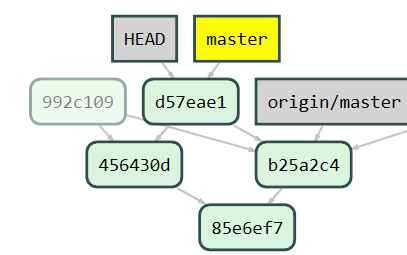 HEAD
master
992c109
d57eae1
origin/master
456430d
b25a2c4
85e6ef7